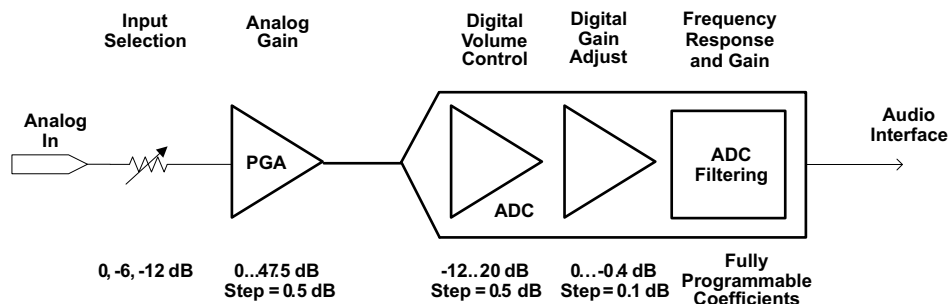 Input
Selection
Analog
Gain
Digital
Volume
Control
Digital
Gain
Adjust
Frequency
Response
and Gain
Analog
In
PGA
ADC
ADC
Filtering
Audio
Interface
0, -6, -12 dB
0...47.5 dB
Step = 0.5 dB
-12...20 dB
Step = 0.5 dB
0...-0.4 dB
Step = 0.1 dB
Fully
Programmable
Coefficients